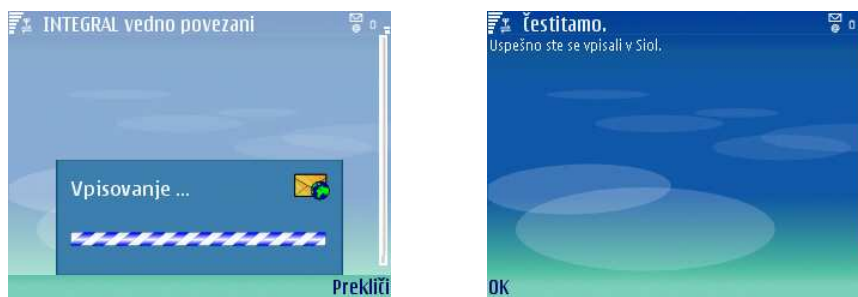 INTEGRAL vedno povezani
Vpisovanje ...
Prekliči
Čestitamo.
Uspešno ste se vpisali v Siol.
OK